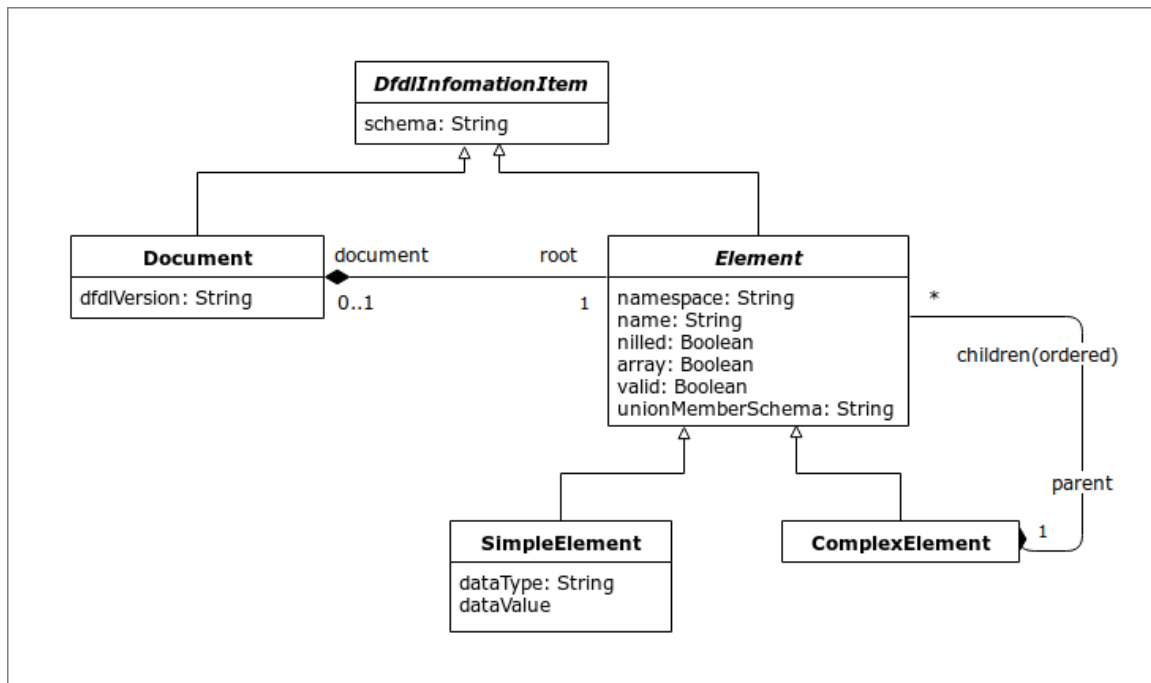 DfdlInfomationItem
schema: String
Document
dfdlVersion: String
document
root
0..1
1
Element
namespace: String
name: String
nilled: Boolean
array: Boolean
valid: Boolean
unionMemberSchema: String
*
children(ordered)
parent
1
SimpleElement
dataType: String
dataValue
ComplexElement